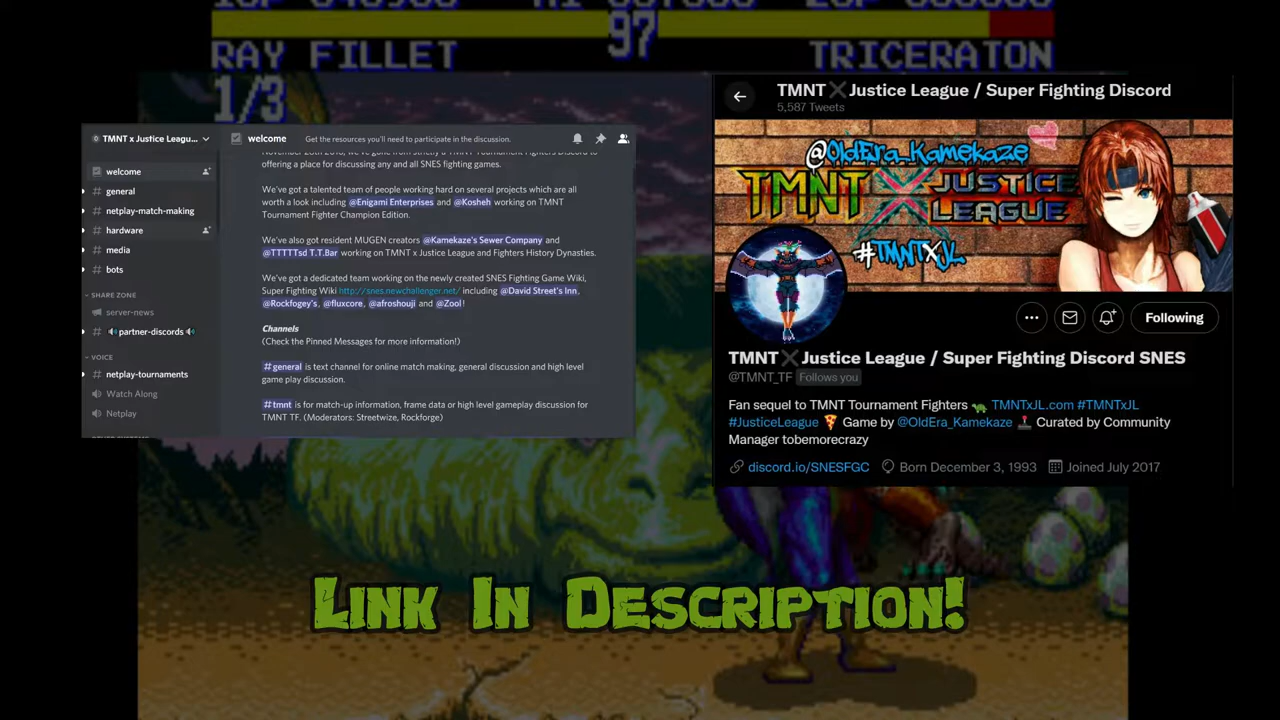 RAY FILLET
97
TRICERATON
1/3
TMNT x Justice Leagu...
welcome
Get the resources you'll need to participate in the discussion.
welcome
general
netplay-match-making
hardware
media
bots
SHARE ZONE
server-news
partner-discords
VOICE
netplay-tournaments
Watch Along
Netplay
offering a place for discussing any and all SNES fighting games.
We've got a talented team of people working hard on several projects which are all
worth a look including @Enigami Enterprises and @Kosheh working on TMNT
Tournament Fighter Champion Edition.
We've also got resident MUGEN creators @Kamekaze's Sewer Company and
@TTTTTsd T.T.Bar working on TMNT x Justice League and Fighters History Dynasties.
We've got a dedicated team working on the newly created SNES Fighting Game Wiki,
Super Fighting Wiki http://snes.newchallenger.net/ including @David Street's Inn,
@Rockfogey's, @fluxcore, @afroshouji and @Zool!
Channels
(Check the Pinned Messages for more information!)
#general is text channel for online match making, general discussion and high level
game play discussion.
#tmnt is for match-up information, frame data or high level gameplay discussion for
TMNT TF. (Moderators: Streetwize, Rockforge)
TMNT❌Justice League / Super Fighting Discord
5,587 Tweets
@OldEra_Kamekaze
TMNT X JUSTICE
LEAGUE
#TMNTXJL
Following
TMNT❌Justice League / Super Fighting Discord SNES
@TMNT_TF Follows you
Fan sequel to TMNT Tournament Fighters 🐢 TMNTxJL.com #TMNTxJL
#JusticeLeague 🍕 Game by @OldEra_Kamekaze 🕹️ Curated by Community
Manager tobemorecrazy
discord.io/SNESFGC Born December 3, 1993 Joined July 2017
Link In Description!